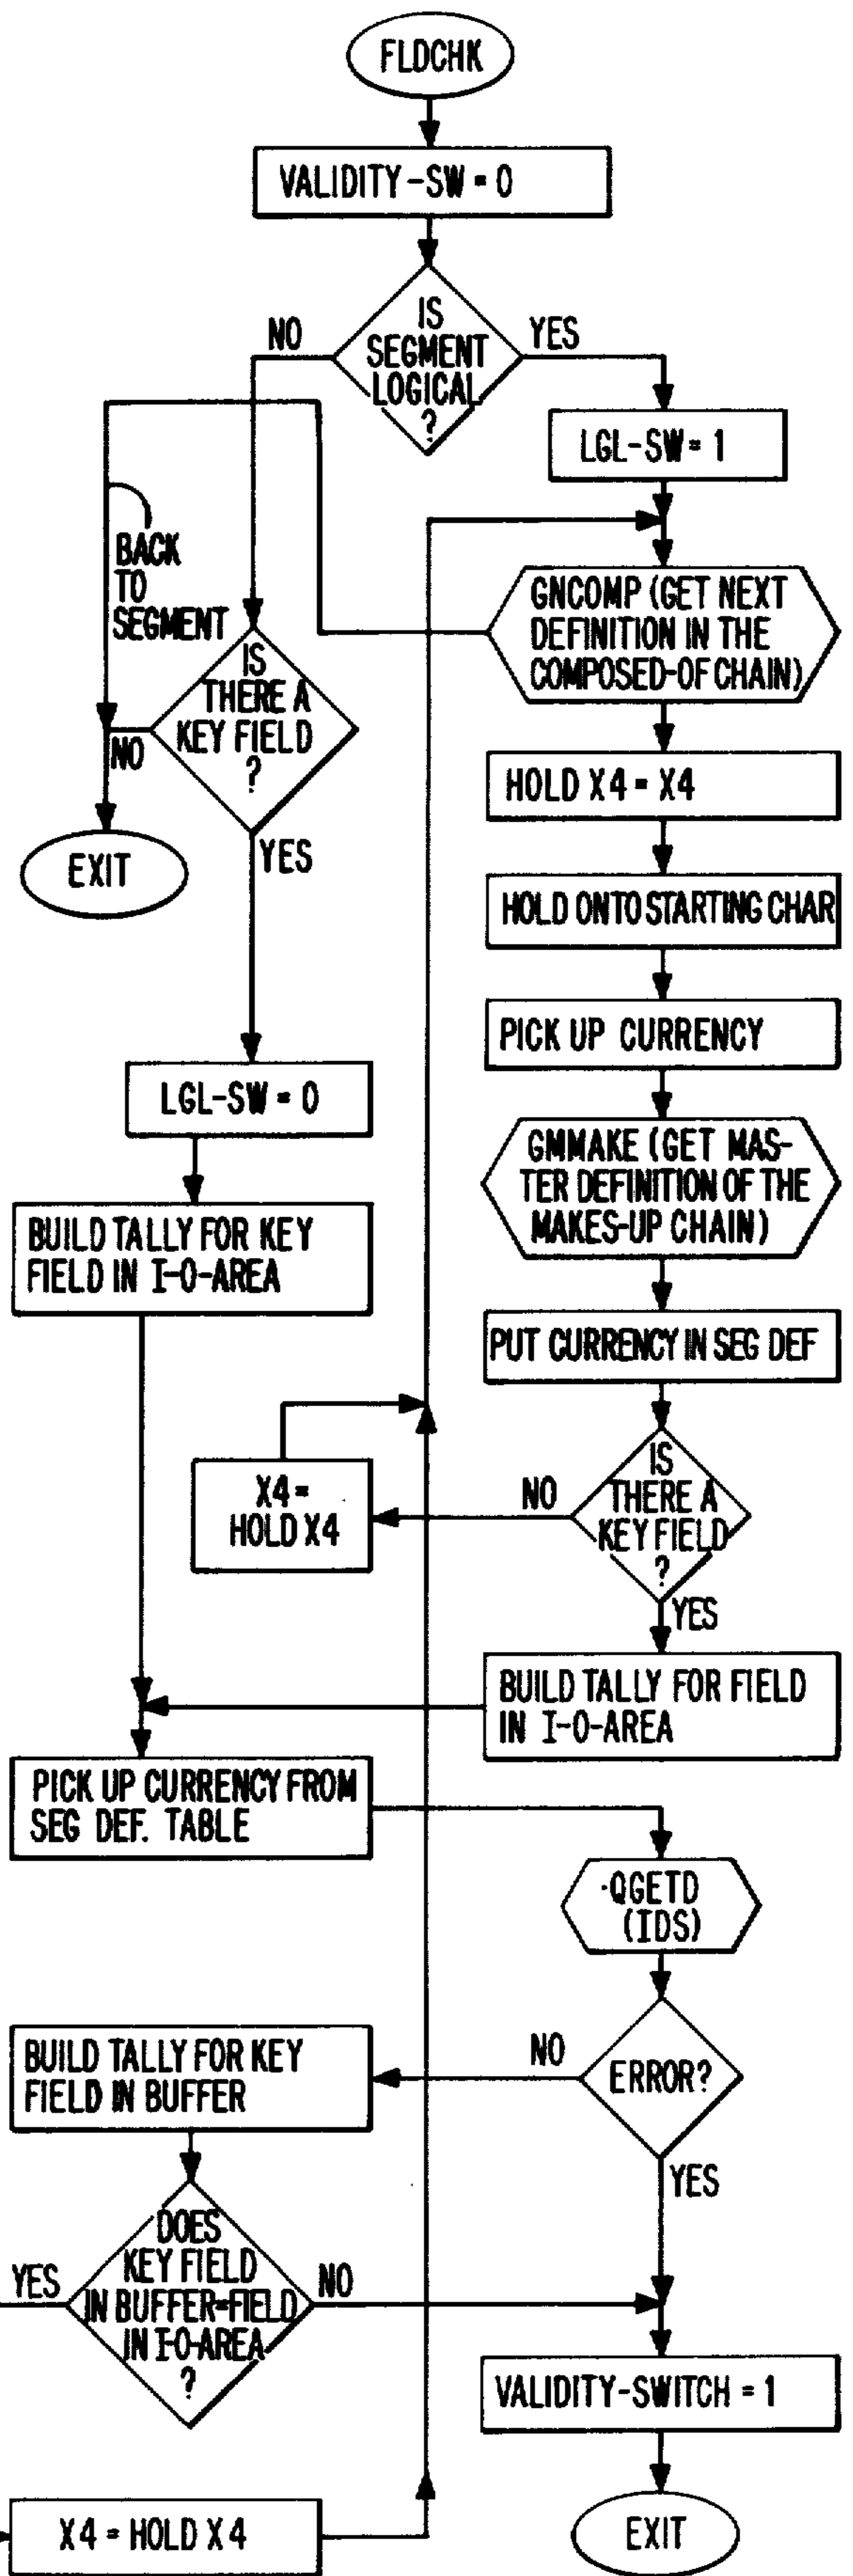 FLDCHK
VALIDITY-SW = 0
IS
SEGMENT
LOGICAL
?
NO
YES
LGL-SW = 1
BACK
TO
SEGMENT
GNCOMP (GET NEXT
DEFINITION IN THE
COMPOSED-OF CHAIN)
IS
THERE A
KEY FIELD
?
NO
YES
EXIT
HOLD X4 = X4
HOLD ONTO STARTING CHAR
PICK UP CURRENCY
LGL-SW = 0
GMMAKE (GET MAS-
TER DEFINITION OF THE
MAKES-UP CHAIN)
BUILD TALLY FOR KEY
FIELD IN I-O-AREA
PUT CURRENCY IN SEG DEF
IS
THERE A
KEY FIELD
?
NO
YES
X4 =
HOLD X4
BUILD TALLY FOR FIELD
IN I-O-AREA
PICK UP CURRENCY FROM
SEG DEF. TABLE
·QGETD
(IDS)
ERROR?
NO
YES
BUILD TALLY FOR KEY
FIELD IN BUFFER
DOES
KEY FIELD
IN BUFFER=FIELD
IN I-O-AREA
?
YES
NO
VALIDITY-SWITCH = 1
X4 = HOLD X4
EXIT